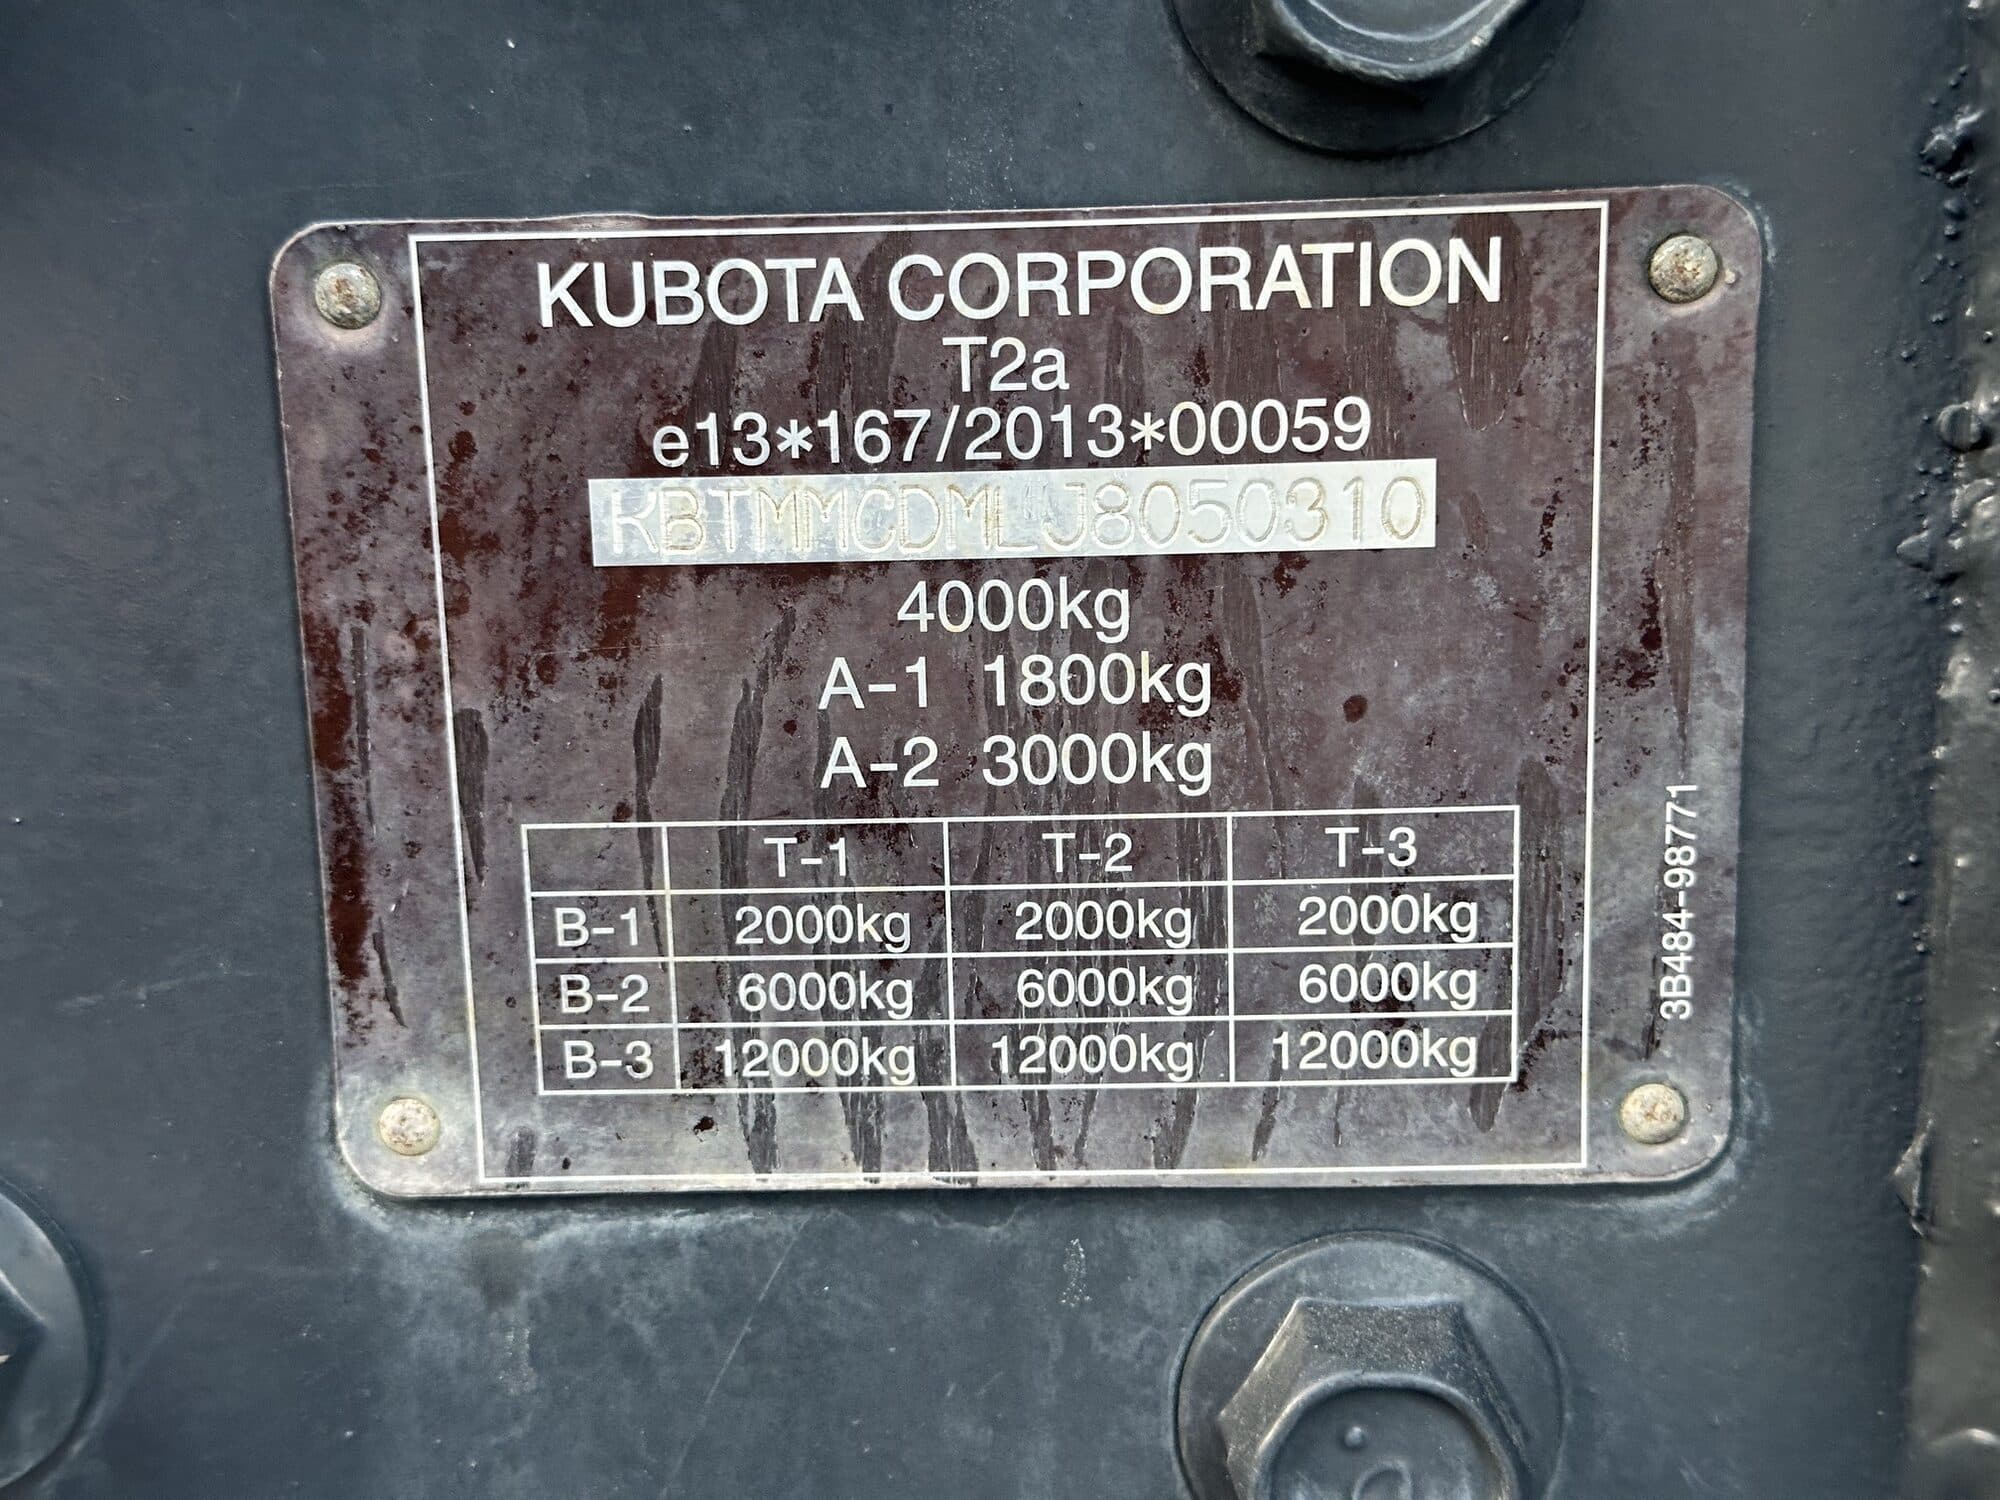 KUBOTA CORPORATION
T2a
e13*167/2013*00059
KBTMMCDMLJ8050310
4000kg
A-1 1800kg
A-2 3000kg
T-1 T-2 T-3
B-1 2000kg 2000kg 2000kg
B-2 6000kg 6000kg 6000kg
B-3 12000kg 12000kg 12000kg
3B484-98771